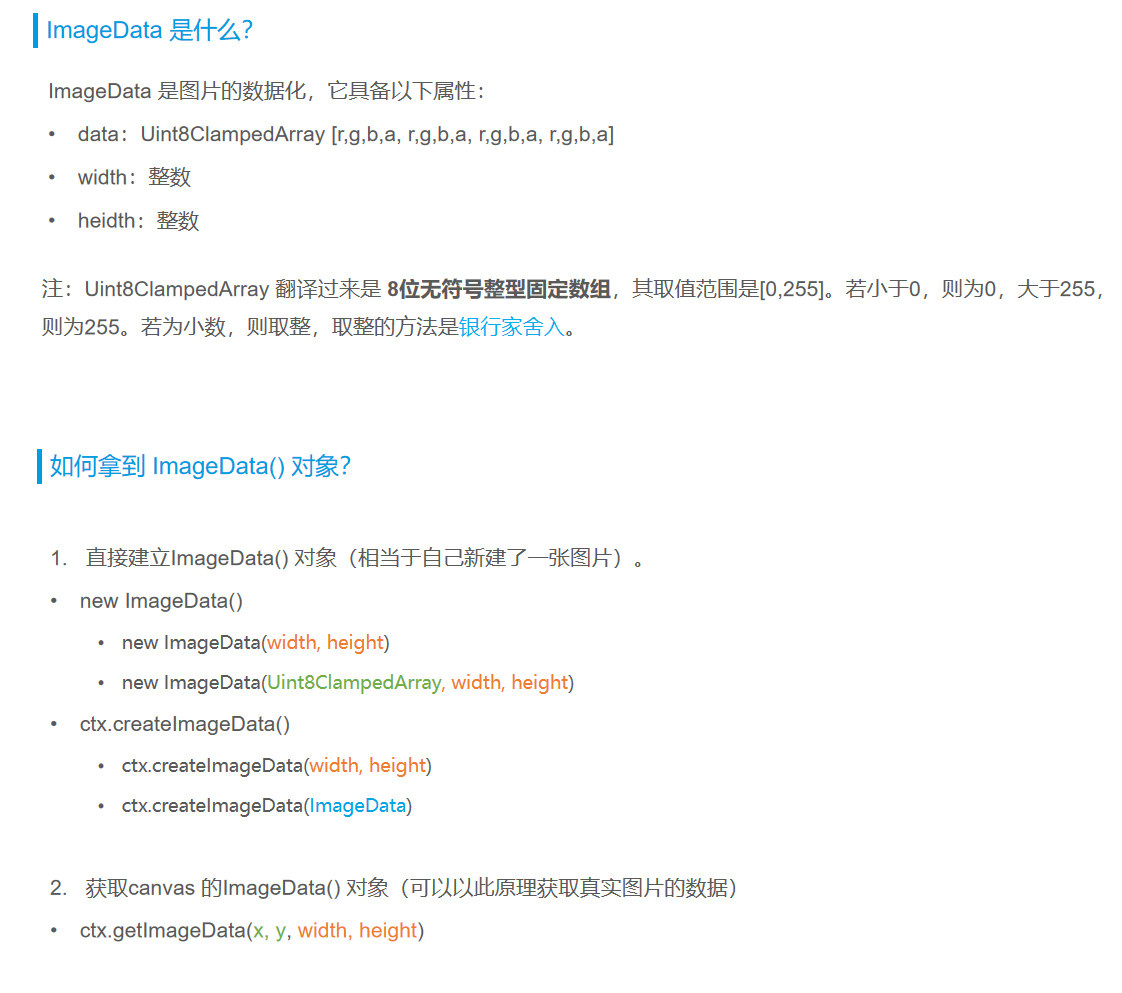 ImageData 是什么?
ImageData 是图片的数据化，它具备以下属性：
• data：Uint8ClampedArray [r,g,b,a, r,g,b,a, r,g,b,a, r,g,b,a]
• width：整数
• heidth：整数
注：Uint8ClampedArray 翻译过来是 8位无符号整型固定数组，其取值范围是[0,255]。若小于0，则为0，大于255，
则为255。若为小数，则取整，取整的方法是银行家舍入。
如何拿到 ImageData() 对象？
1. 直接建立ImageData() 对象（相当于自己新建了一张图片）。
• new ImageData()
• new ImageData(width, height)
• new ImageData(Uint8ClampedArray, width, height)
• ctx.createImageData()
• ctx.createImageData(width, height)
• ctx.createImageData(ImageData)
2. 获取canvas 的ImageData() 对象（可以以此原理获取真实图片的数据）
• ctx.getImageData(x, y, width, height)